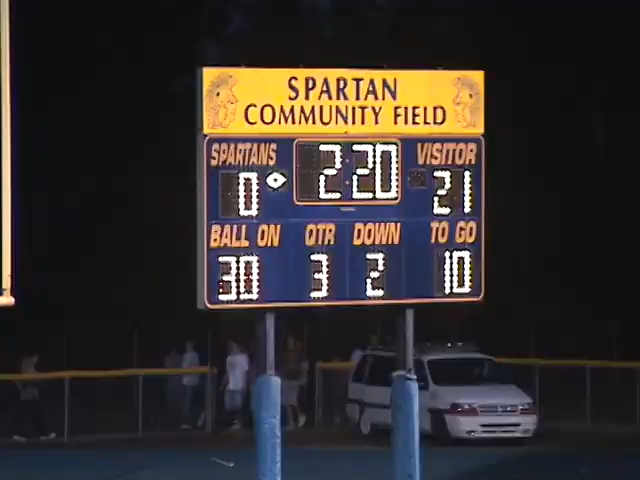 SPARTAN
COMMUNITY FIELD
SPARTANS 2:20 VISITOR
0 21
BALL ON QTR DOWN TO GO
30 3 2 10